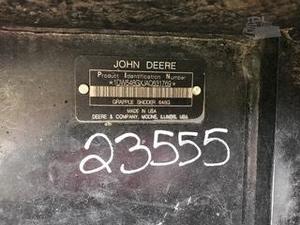 JOHN DEERE
Product Identification Number
GRAPPLE SKIDDER 648G
MADE IN USA
DEERE & COMPANY, MOLINE, ILLINOIS, USA
23555